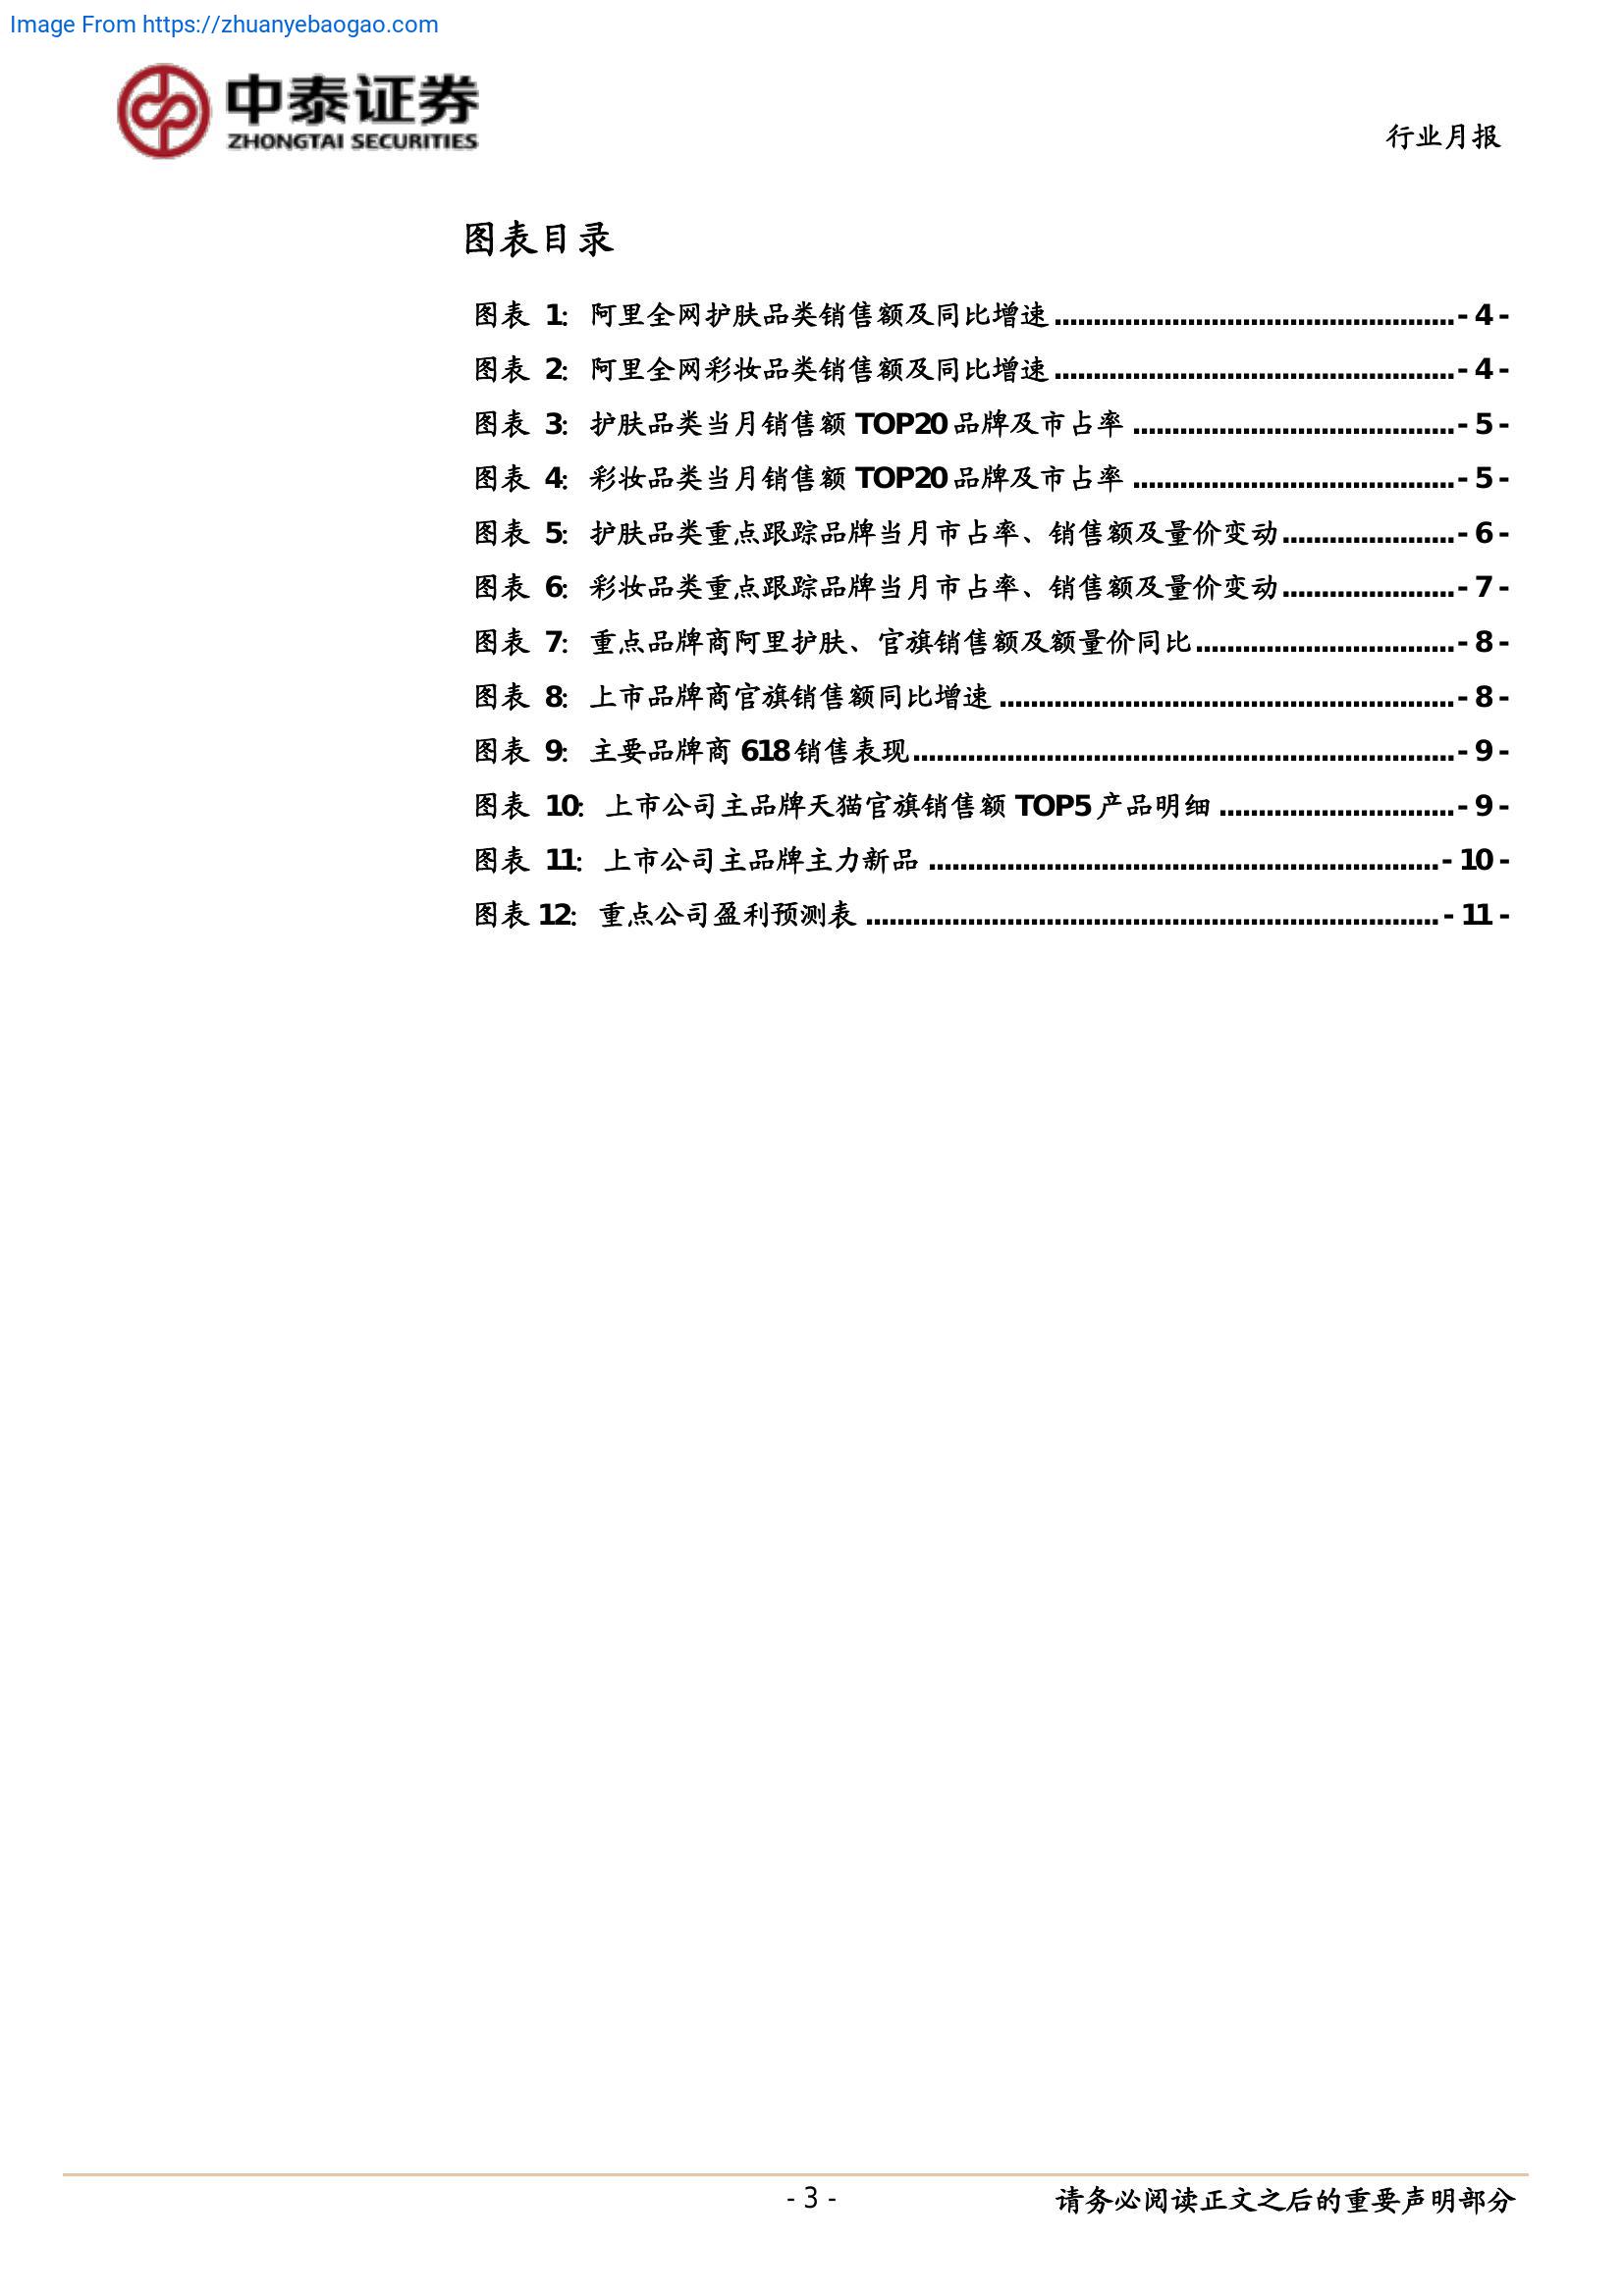 Image From https://zhuanyebaogao.com
中泰证券
ZHONGTAI SECURITIES
行业月报
图表目录
图表 1: 阿里全网护肤品类销售额及同比增速...................................................- 4 -
图表 2: 阿里全网彩妆品类销售额及同比增速...................................................- 4 -
图表 3: 护肤品类当月销售额 TOP20 品牌及市占率 .........................................- 5 -
图表 4: 彩妆品类当月销售额 TOP20 品牌及市占率 .........................................- 5 -
图表 5: 护肤品类重点跟踪品牌当月市占率、销售额及量价变动......................- 6 -
图表 6: 彩妆品类重点跟踪品牌当月市占率、销售额及量价变动......................- 7 -
图表 7: 重点品牌商阿里护肤、官旗销售额及额量价同比.................................- 8 -
图表 8: 上市品牌商官旗销售额同比增速 ..........................................................- 8 -
图表 9: 主要品牌商 618 销售表现.....................................................................- 9 -
图表 10: 上市公司主品牌天猫官旗销售额 TOP5 产品明细 ..............................- 9 -
图表 11: 上市公司主品牌主力新品 .................................................................- 10 -
图表 12: 重点公司盈利预测表 .........................................................................- 11 -
- 3 -
请务必阅读正文之后的重要声明部分